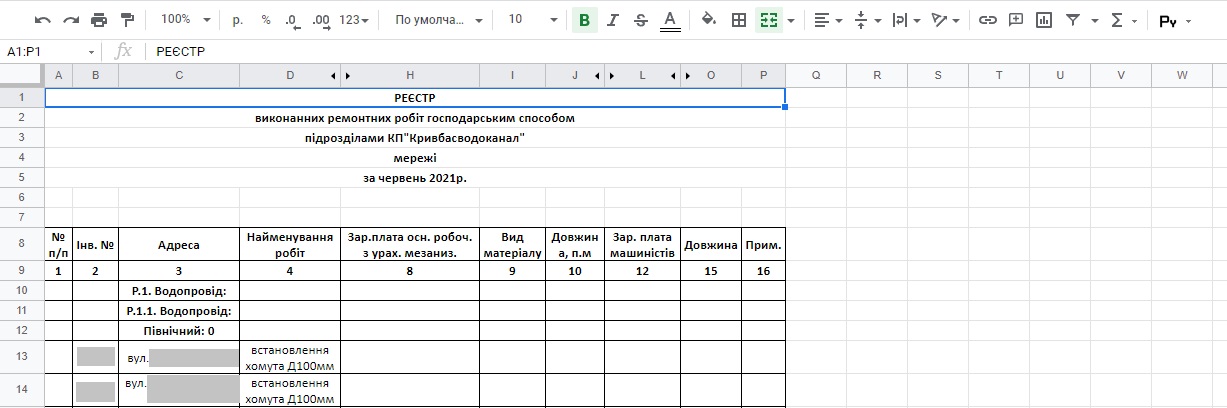 100% р. % .0 .00 123 По умолча... 10 B I S A Σ Ру
A1:P1 fx РЕЄСТР
A B C D H I J L O P Q R S T U V W
1 РЕЄСТР
2 виконанних ремонтних робіт господарським способом
3 підрозділами КП"Кривбасводоканал"
4 мережі
5 за червень 2021р.
6
7
8 № п/п Інв. № Адреса Найменування робіт Зар.плата осн. робоч. з урах. мезаниз. Вид матеріалу Довжин а, п.м Зар. плата машиністів Довжина Прим.
9 1 2 3 4 8 9 10 12 15 16
10 Р.1. Водопровід:
11 Р.1.1. Водопровід:
12 Північний: 0
13 вул. встановлення хомута Д100мм
14 вул. встановлення хомута Д100мм